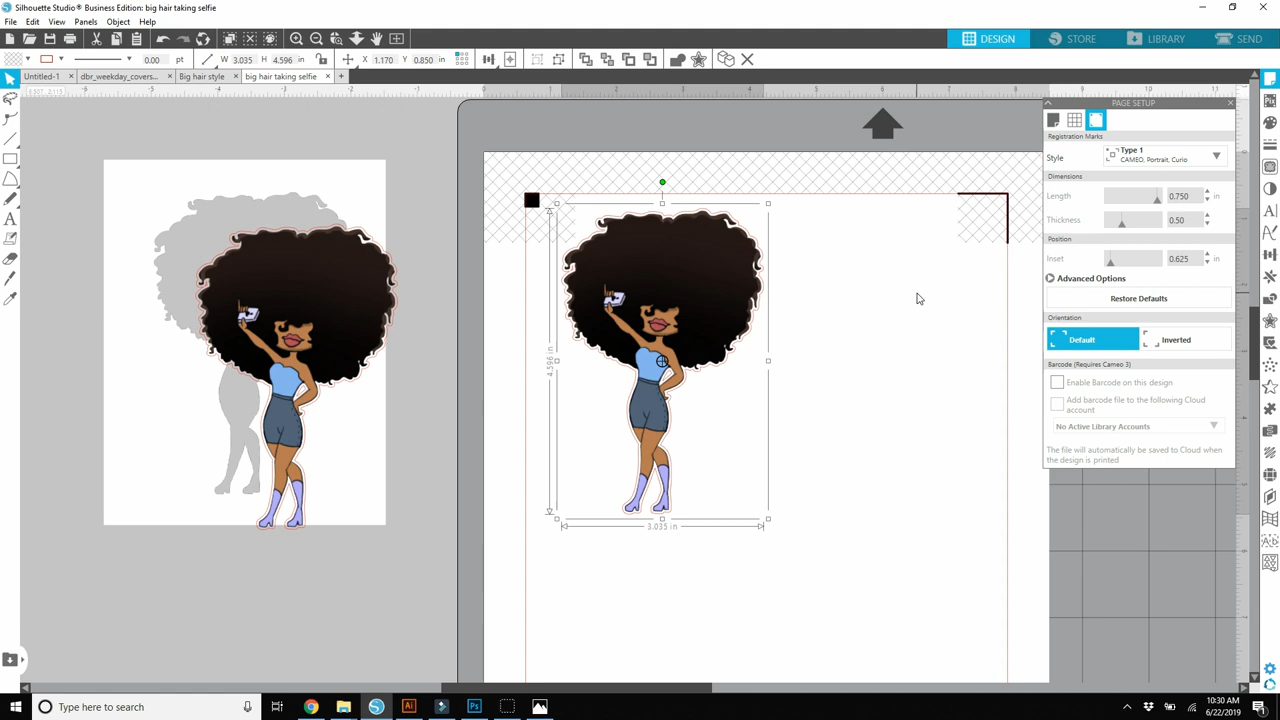 Silhouette Studio® Business Edition: big hair taking selfie
File Edit View Panels Object Help
DESIGN STORE LIBRARY SEND
0.00 pt W 3.035 H 4.596 in X 1.170 Y 0.850 in
Untitled-1 dbr_weekday_covers... Big hair style big hair taking selfie
PAGE SETUP
Registration Marks
Style Type 1
CAMEO, Portrait, Curio
Dimensions
Length 0.750 in
Thickness 0.50
Position
Inset 0.625 in
Advanced Options
Restore Defaults
Orientation
Default Inverted
Barcode (Requires Cameo 3)
Enable Barcode on this design
Add barcode file to the following Cloud
account
No Active Library Accounts
The file will automatically be saved to Cloud when
the design is printed
4.596 in
3.035 in
Type here to search
10:30 AM
6/22/2019